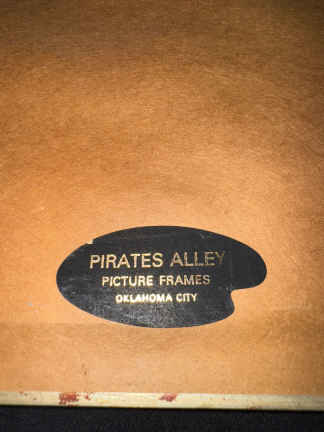 PIRATES ALLEY
PICTURE FRAMES
OKLAHOMA CITY